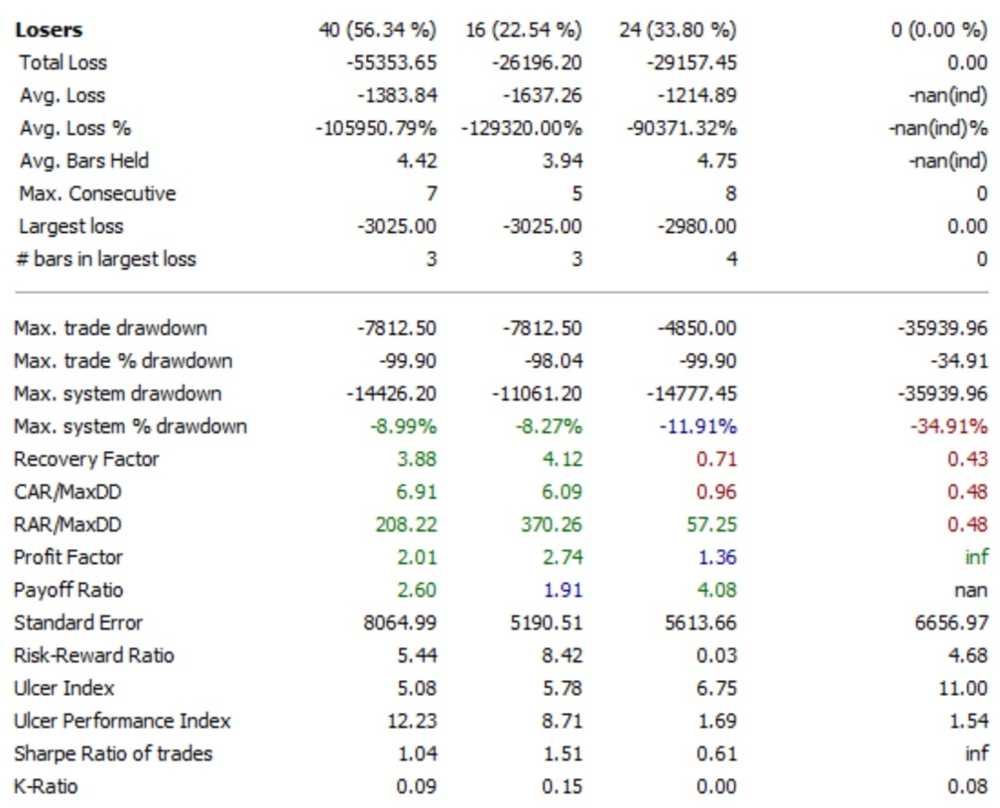 Losers 40 (56.34 %) 16 (22.54 %) 24 (33.80 %) 0 (0.00 %)
Total Loss -55353.65 -26196.20 -29157.45 0.00
Avg. Loss -1383.84 -1637.26 -1214.89 -nan(ind)
Avg. Loss % -105950.79% -129320.00% -90371.32% -nan(ind)%
Avg. Bars Held 4.42 3.94 4.75 -nan(ind)
Max. Consecutive 7 5 8 0
Largest loss -3025.00 -3025.00 -2980.00 0.00
# bars in largest loss 3 3 4 0
Max. trade drawdown -7812.50 -7812.50 -4850.00 -35939.96
Max. trade % drawdown -99.90 -98.04 -99.90 -34.91
Max. system drawdown -14426.20 -11061.20 -14777.45 -35939.96
Max. system % drawdown -8.99% -8.27% -11.91% -34.91%
Recovery Factor 3.88 4.12 0.71 0.43
CAR/MaxDD 6.91 6.09 0.96 0.48
RAR/MaxDD 208.22 370.26 57.25 0.48
Profit Factor 2.01 2.74 1.36 inf
Payoff Ratio 2.60 1.91 4.08 nan
Standard Error 8064.99 5190.51 5613.66 6656.97
Risk-Reward Ratio 5.44 8.42 0.03 4.68
Ulcer Index 5.08 5.78 6.75 11.00
Ulcer Performance Index 12.23 8.71 1.69 1.54
Sharpe Ratio of trades 1.04 1.51 0.61 inf
K-Ratio 0.09 0.15 0.00 0.08